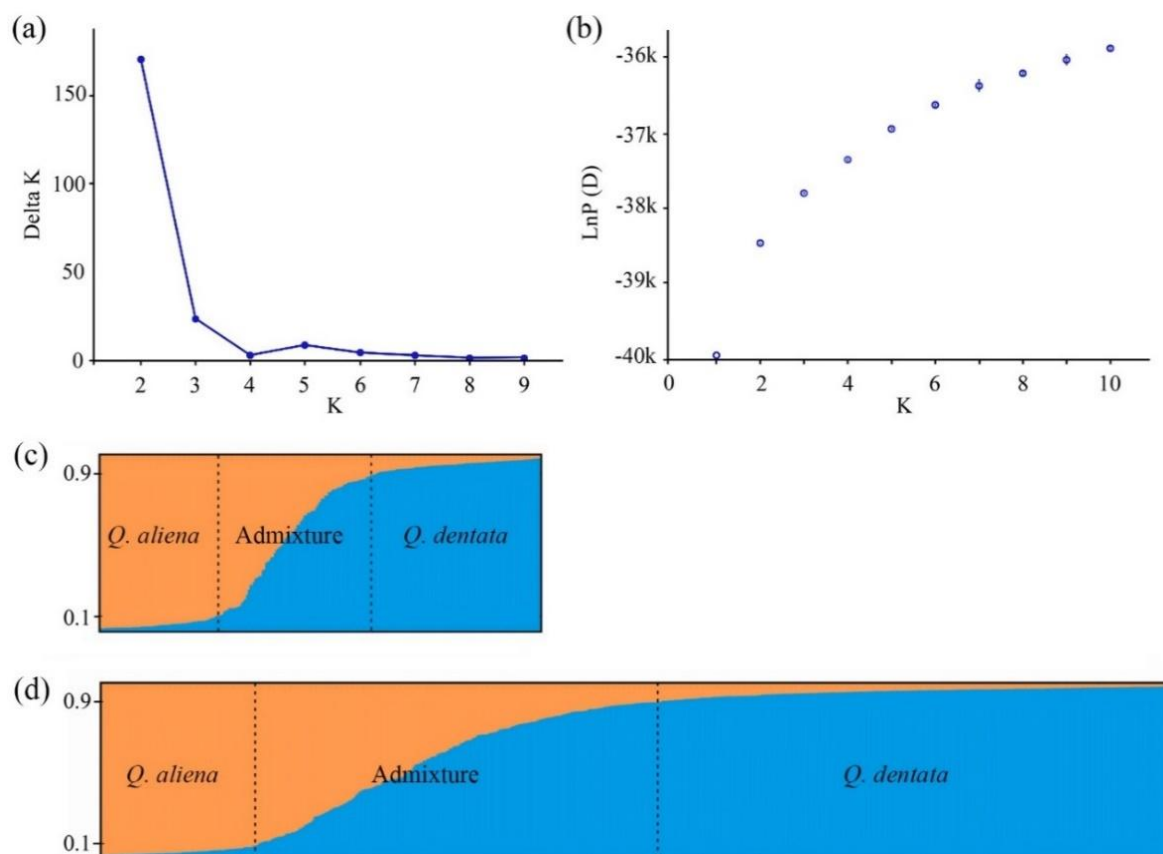 (a)
150
100
50
0
Delta K
2 3 4 5 6 7 8 9
K
(b)
-36k
-37k
-38k
-39k
-40k
LnP (D)
0 2 4 6 8 10
K
(c)
0.9
0.1
Q. aliena Admixture Q. dentata
(d)
0.9
0.1
Q. aliena Admixture Q. dentata